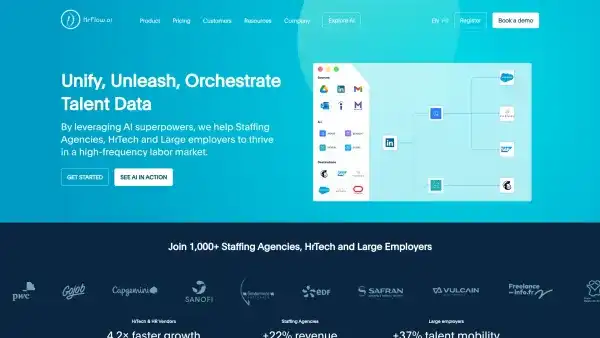 HrFlow.ai
Product Pricing Customers Resources Company Explore AI EN FR Register Book a demo
Unify, Unleash, Orchestrate
Talent Data
By leveraging AI superpowers, we help Staffing
Agencies, HrTech and Large employers to thrive
in a high-frequency labor market.
GET STARTED SEE AI IN ACTION
Join 1,000+ Staffing Agencies, HrTech and Large Employers
pwc Gojob Capgemini SANOFI eDF SAFRAN VULCAIN Freelance-info.fr
HrTech & HR Vendors Staffing Agencies Large employers
4.2x faster growth +22% revenue +37% talent mobility